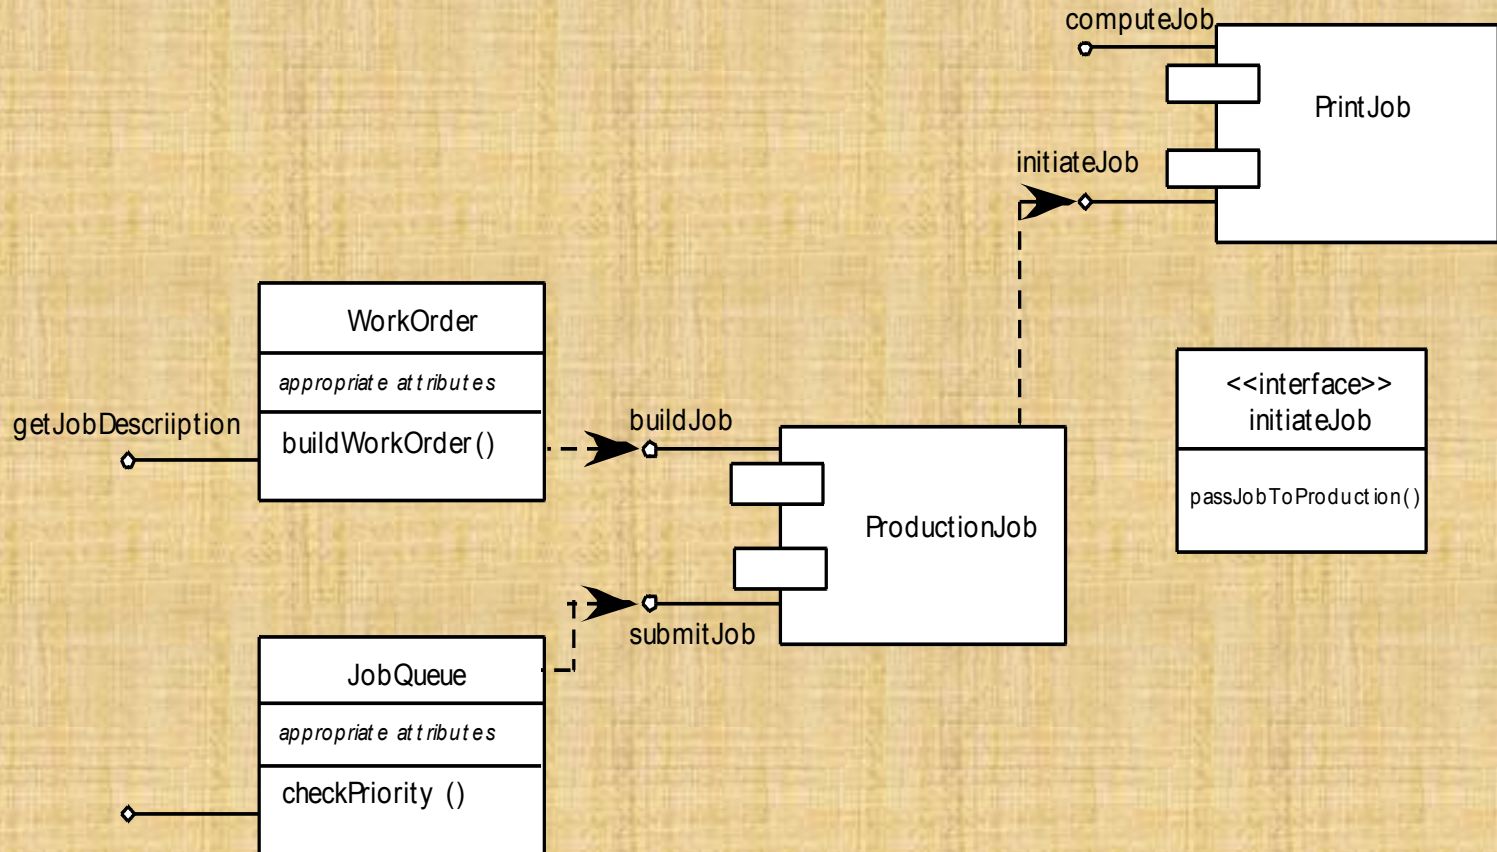 computeJob
PrintJob
initiateJob
WorkOrder
appropriate attributes
buildWorkOrder()
getJobDescriiption
buildJob
<<interface>>
initiateJob
passJobToProduction()
ProductionJob
submitJob
JobQueue
appropriate attributes
checkPriority ()